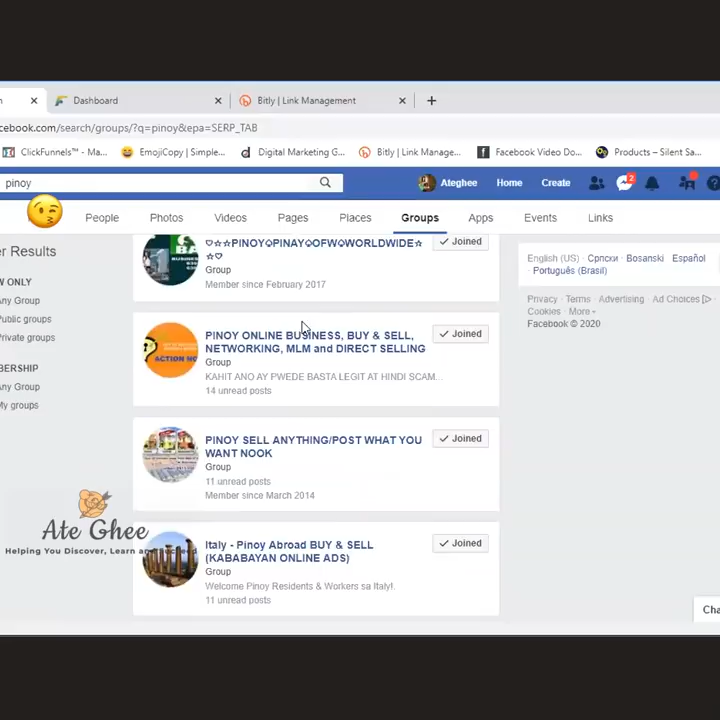 Dashboard
Bitly | Link Management
cebook.com/search/groups/?q=pinoy&epa=SERP_TAB
ClickFunnels™ - Ma...
EmojiCopy | Simple...
Digital Marketing G...
Bitly | Link Manage...
Facebook Video Do...
Products – Silent Sa...
pinoy
Ateghee
Home
Create
2
People
Photos
Videos
Pages
Places
Groups
Apps
Events
Links
er Results
W ONLY
Any Group
Public groups
Private groups
BERSHIP
Any Group
My groups
♡☆☆PINOY◇PINAY◇OFW◇WORLDWIDE☆
☆♡
Group
Member since February 2017
Joined
PINOY ONLINE BUSINESS, BUY & SELL,
NETWORKING, MLM and DIRECT SELLING
Group
KAHIT ANO AY PWEDE BASTA LEGIT AT HINDI SCAM...
14 unread posts
Joined
ACTION NO
PINOY SELL ANYTHING/POST WHAT YOU
WANT NOOK
Group
11 unread posts
Member since March 2014
Joined
Italy - Pinoy Abroad BUY & SELL
(KABABAYAN ONLINE ADS)
Group
Welcome Pinoy Residents & Workers sa Italy!.
11 unread posts
Joined
English (US) · Српски · Bosanski · Español
· Português (Brasil)
Privacy · Terms · Advertising · Ad Choices
Cookies · More
Facebook © 2020
Ate Ghee
Helping You Discover, Learn and Succeed
Cha